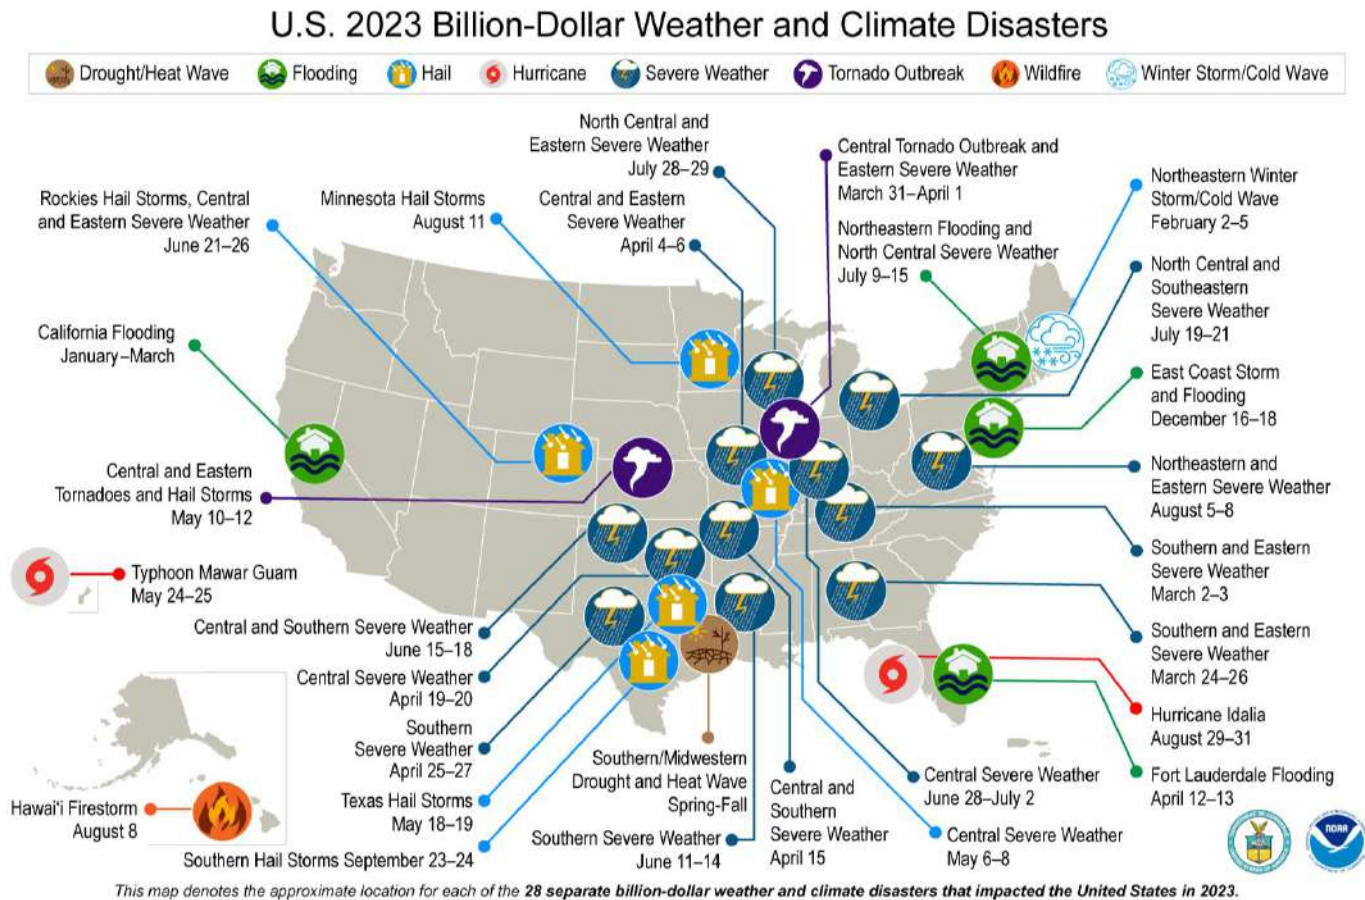 U.S. 2023 Billion-Dollar Weather and Climate Disasters
Drought/Heat Wave
Flooding
Hail
Hurricane
Severe Weather
Tornado Outbreak
Wildfire
Winter Storm/Cold Wave
North Central and
Eastern Severe Weather
July 28–29
Central Tornado Outbreak and
Eastern Severe Weather
March 31–April 1
Northeastern Winter
Storm/Cold Wave
February 2–5
Rockies Hail Storms, Central
and Eastern Severe Weather
June 21–26
Minnesota Hail Storms
August 11
Central and Eastern
Severe Weather
April 4–6
Northeastern Flooding and
North Central Severe Weather
July 9–15
North Central and
Southeastern
Severe Weather
July 19–21
California Flooding
January–March
East Coast Storm
and Flooding
December 16–18
Central and Eastern
Tornadoes and Hail Storms
May 10–12
Northeastern and
Eastern Severe Weather
August 5–8
Southern and Eastern
Severe Weather
March 2–3
Typhoon Mawar Guam
May 24–25
Central and Southern Severe Weather
June 15–18
Southern and Eastern
Severe Weather
March 24–26
Central Severe Weather
April 19–20
Hurricane Idalia
August 29–31
Southern
Severe Weather
April 25–27
Southern/Midwestern
Drought and Heat Wave
Spring-Fall
Central and
Southern
Severe Weather
April 15
Central Severe Weather
June 28–July 2
Fort Lauderdale Flooding
April 12–13
Hawai'i Firestorm
August 8
Texas Hail Storms
May 18–19
Southern Hail Storms September 23–24
Southern Severe Weather
June 11–14
Central Severe Weather
May 6–8
NOAA
This map denotes the approximate location for each of the 28 separate billion-dollar weather and climate disasters that impacted the United States in 2023.